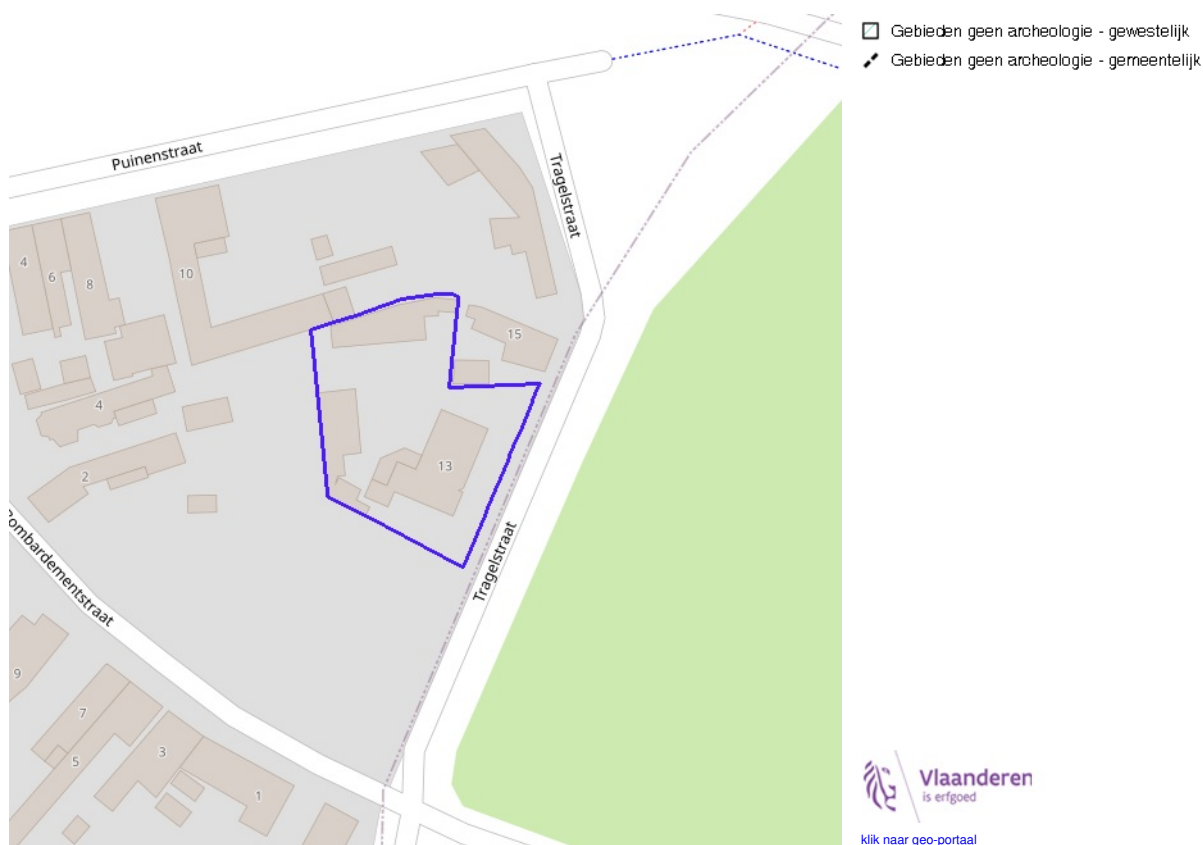 Gebieden geen archeologie - gewestelijk
Gebieden geen archeologie - gemeentelijk
Puinenstraat
Tragelstraat
4
6
8
10
15
4
13
2
Bombardementstraat
Tragelstraat
9
7
5
3
1
Vlaanderen
is erfgoed
klik naar geo-portaal